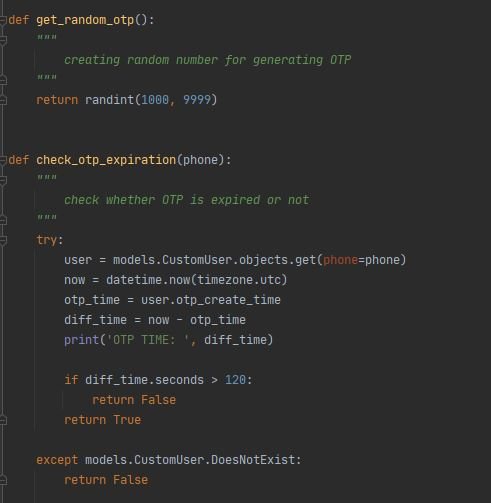 def get_random_otp():
    """
        creating random number for generating OTP
    """
    return randint(1000, 9999)
def check_otp_expiration(phone):
    """
        check whether OTP is expired or not
    """
    try:
        user = models.CustomUser.objects.get(phone=phone)
        now = datetime.now(timezone.utc)
        otp_time = user.otp_create_time
        diff_time = now - otp_time
        print('OTP TIME: ', diff_time)
        if diff_time.seconds > 120:
            return False
        return True
    except models.CustomUser.DoesNotExist:
        return False